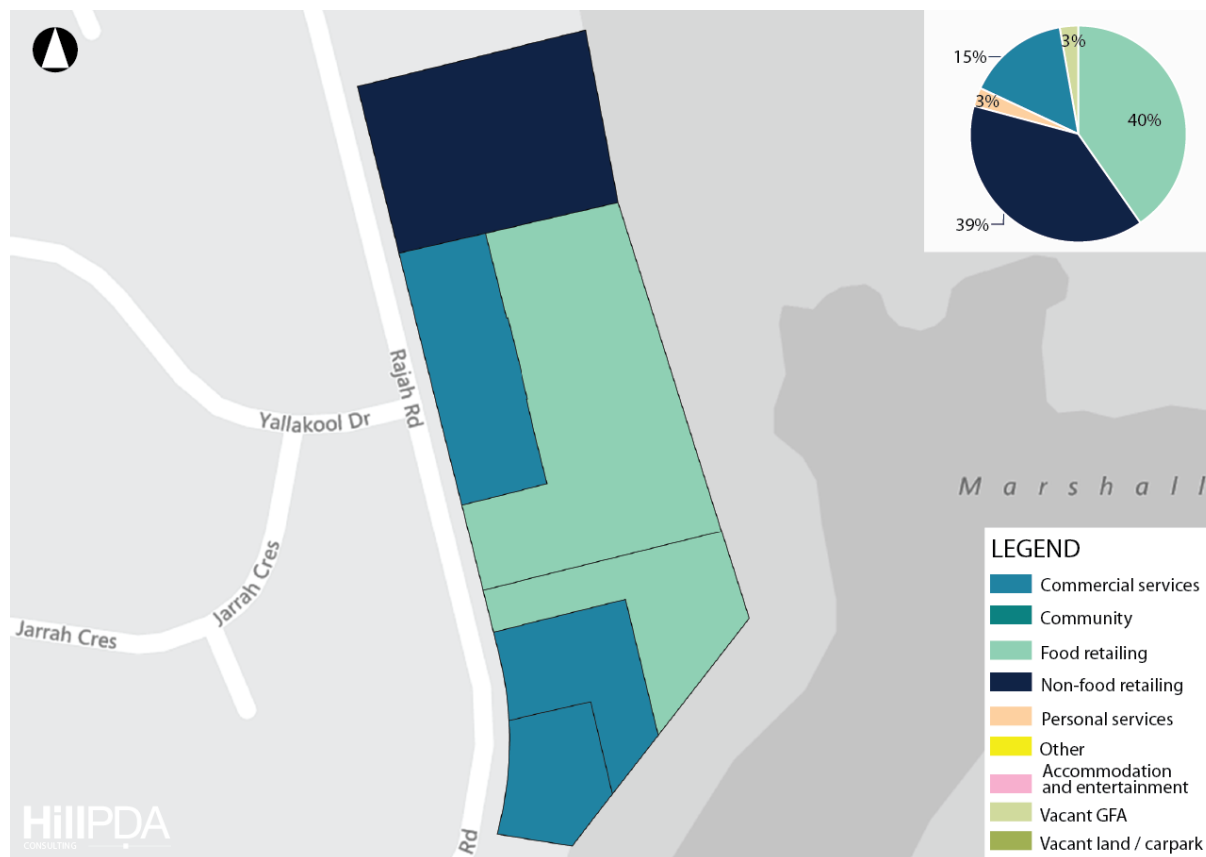 3%
15%
3%
40%
39%
Rajah Rd
Yallakool Dr
Marshall
Jarrah Cres
Jarrah Cres
Rd
LEGEND
Commercial services
Community
Food retailing
Non-food retailing
Personal services
Other
Accommodation
and entertainment
Vacant GFA
Vacant land / carpark
HillPDA
CONSULTING